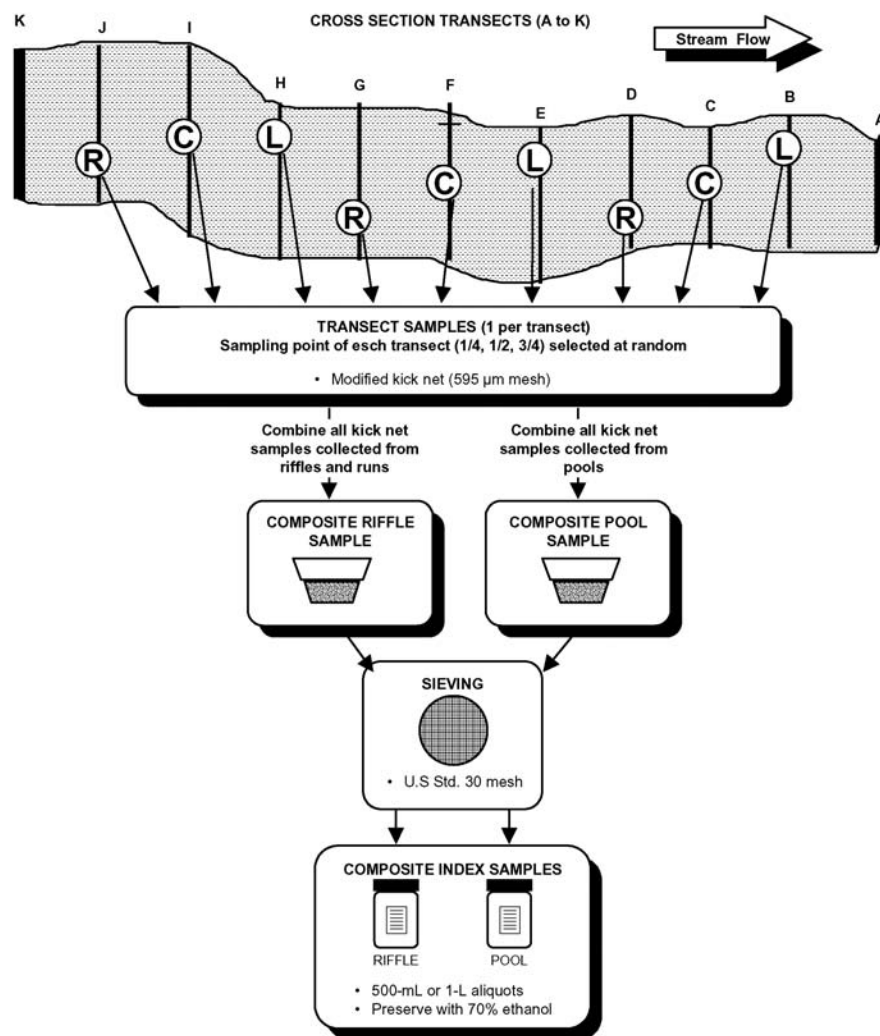 CROSS SECTION TRANSECTS (A to K)
Stream Flow
K
J
I
H
G
F
E
D
C
B
A
R
C
L
R
C
L
R
C
L
TRANSECT SAMPLES (1 per transect)
Sampling point of esch transect (1/4, 1/2, 3/4) selected at random
• Modified kick net (595 µm mesh)
Combine all kick net
samples collected from
riffles and runs
Combine all kick net
samples collected from
pools
COMPOSITE RIFFLE
SAMPLE
COMPOSITE POOL
SAMPLE
SIEVING
• U.S Std. 30 mesh
COMPOSITE INDEX SAMPLES
RIFFLE
POOL
• 500-mL or 1-L aliquots
• Preserve with 70% ethanol